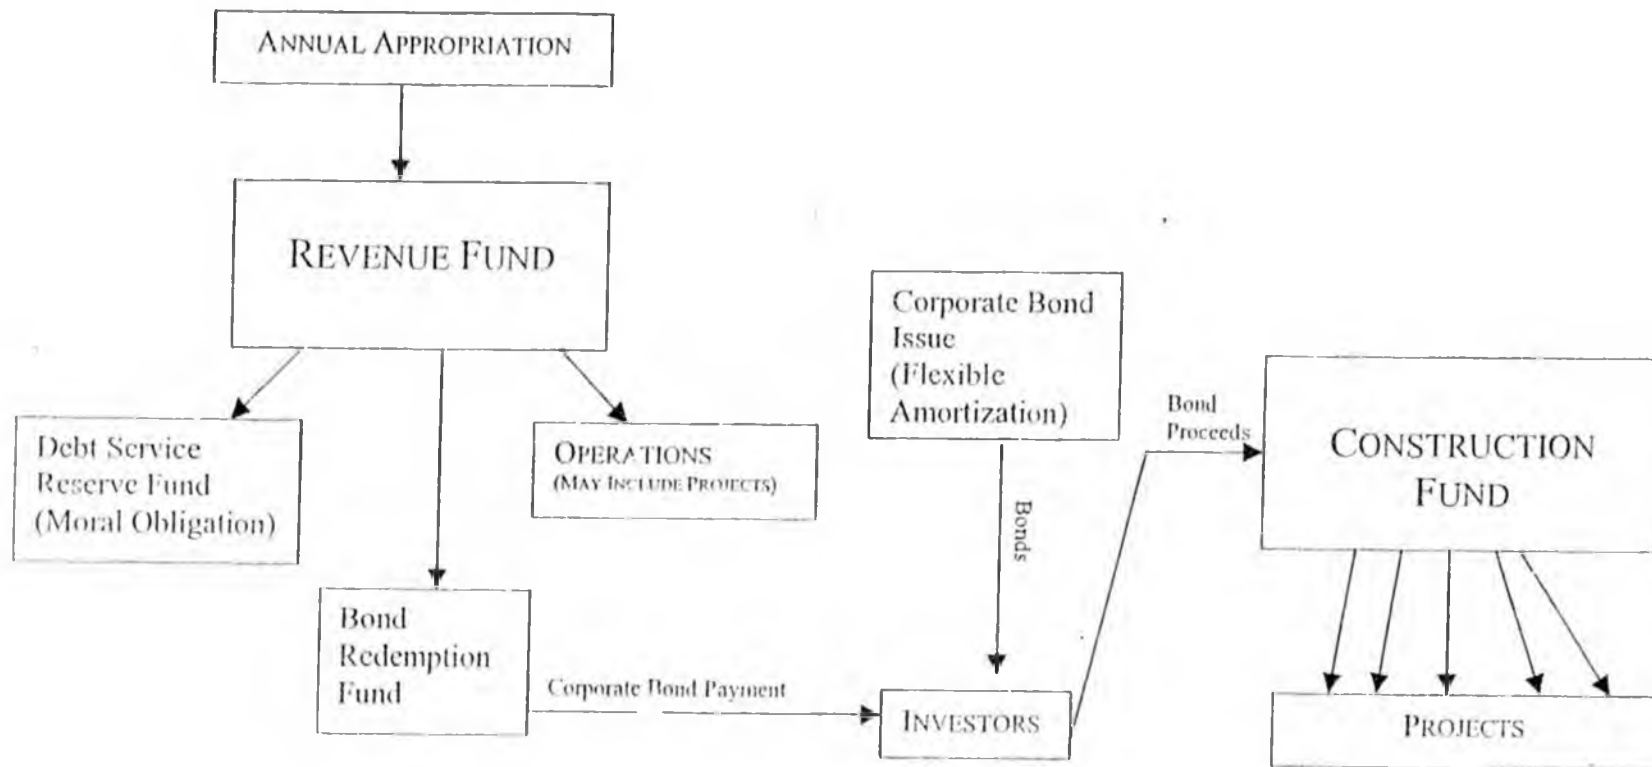 ANNUAL APPROPRIATION
REVENUE FUND
Debt Service
Reserve Fund
(Moral Obligation)
OPERATIONS
(MAY INCLUDE PROJECTS)
Bond
Redemption
Fund
Corporate Bond Payment
Corporate Bond
Issue
(Flexible
Amortization)
Bonds
INVESTORS
Bond
Proceeds
CONSTRUCTION
FUND
PROJECTS